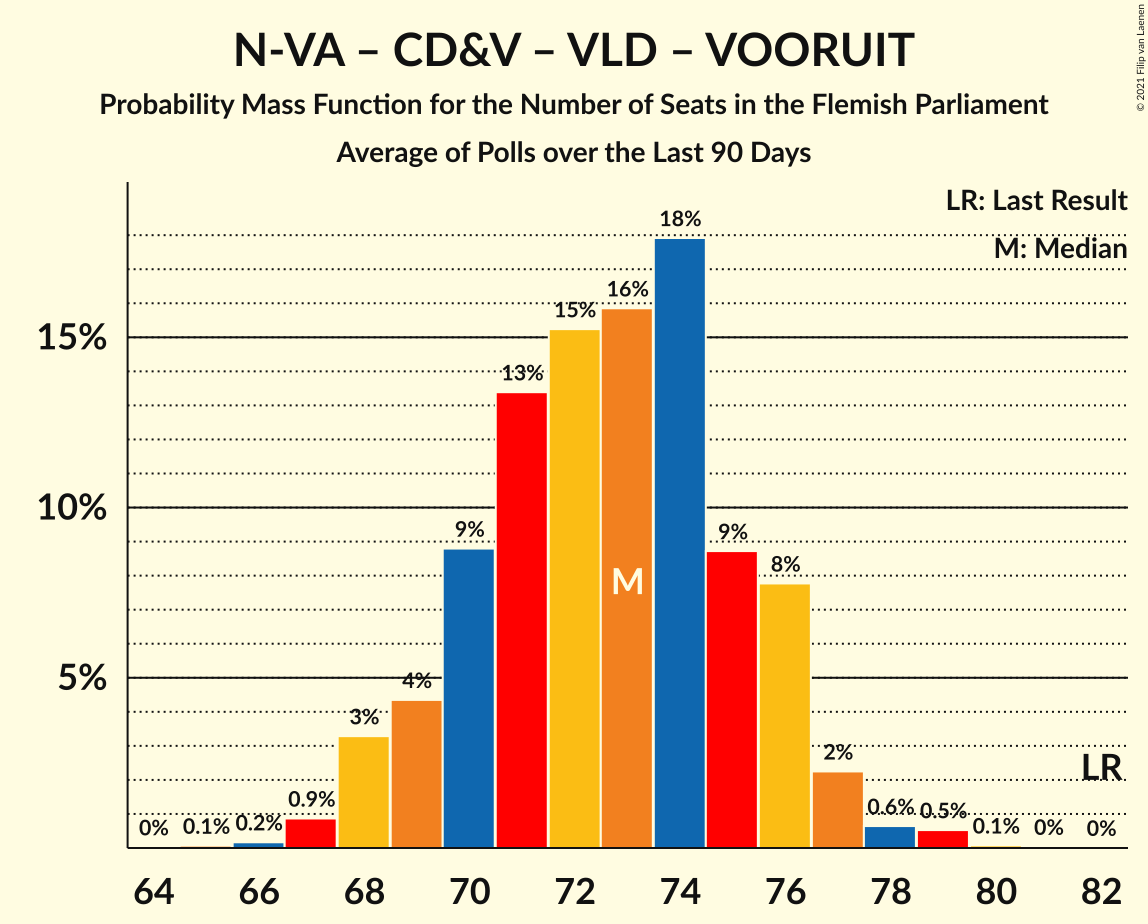 N-VA – CD&V – VLD – VOORUIT
Probability Mass Function for the Number of Seats in the Flemish Parliament
Average of Polls over the Last 90 Days
© 2021 Filip van Laenen
LR: Last Result
M: Median
15%
10%
5%
0%
0.1%
0.2%
0.9%
3%
4%
9%
13%
15%
16%
18%
9%
8%
2%
0.6%
0.5%
0.1%
0%
0%
M
LR
64 66 68 70 72 74 76 78 80 82